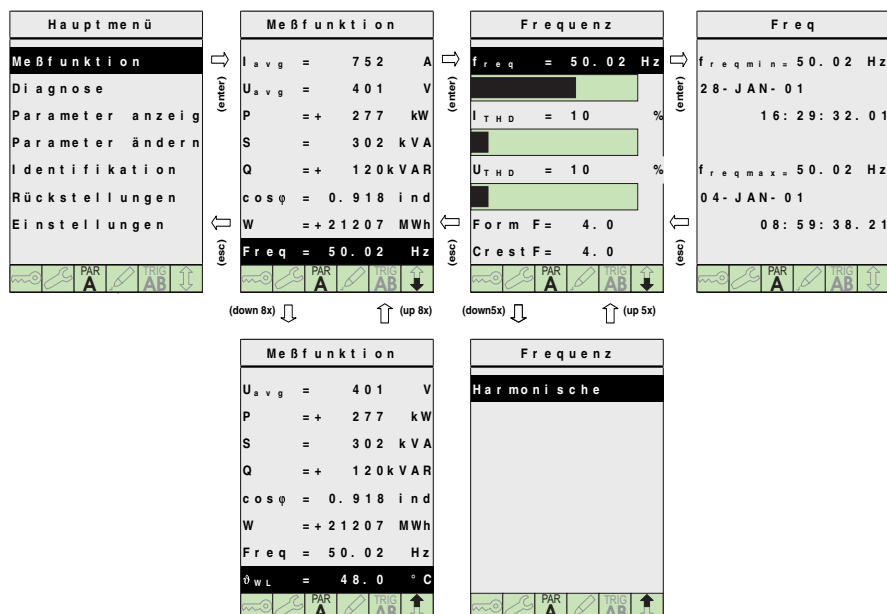 Hauptmenü
Meßfunktion
Diagnose
Parameter anzeig
Parameter ändern
Identifikation
Rückstellungen
Einstellungen
PAR A TRIG AB
(enter)
(esc)
Meßfunktion
Iavg = 752 A
Uavg = 401 V
P =+ 277 kW
S = 302 kVA
Q =+ 120kVAR
cosφ = 0.918 ind
W =+21207 MWh
Freq = 50.02 Hz
PAR A TRIG AB
(enter)
(esc)
Frequenz
freq = 50.02 Hz
ITHD = 10 %
UTHD = 10 %
Form F= 4.0
CrestF= 4.0
PAR A TRIG AB
(enter)
(esc)
Freq
freqmin= 50.02 Hz
28-JAN-01
16:29:32.01
freqmax= 50.02 Hz
04-JAN-01
08:59:38.21
PAR A TRIG AB
(down 8x) (up 8x) (down5x) (up 5x)
Meßfunktion
Uavg = 401 V
P =+ 277 kW
S = 302 kVA
Q =+ 120kVAR
cosφ = 0.918 ind
W =+21207 MWh
Freq = 50.02 Hz
ϑWL = 48.0 °C
PAR A TRIG AB
Frequenz
Harmonische
PAR A TRIG AB